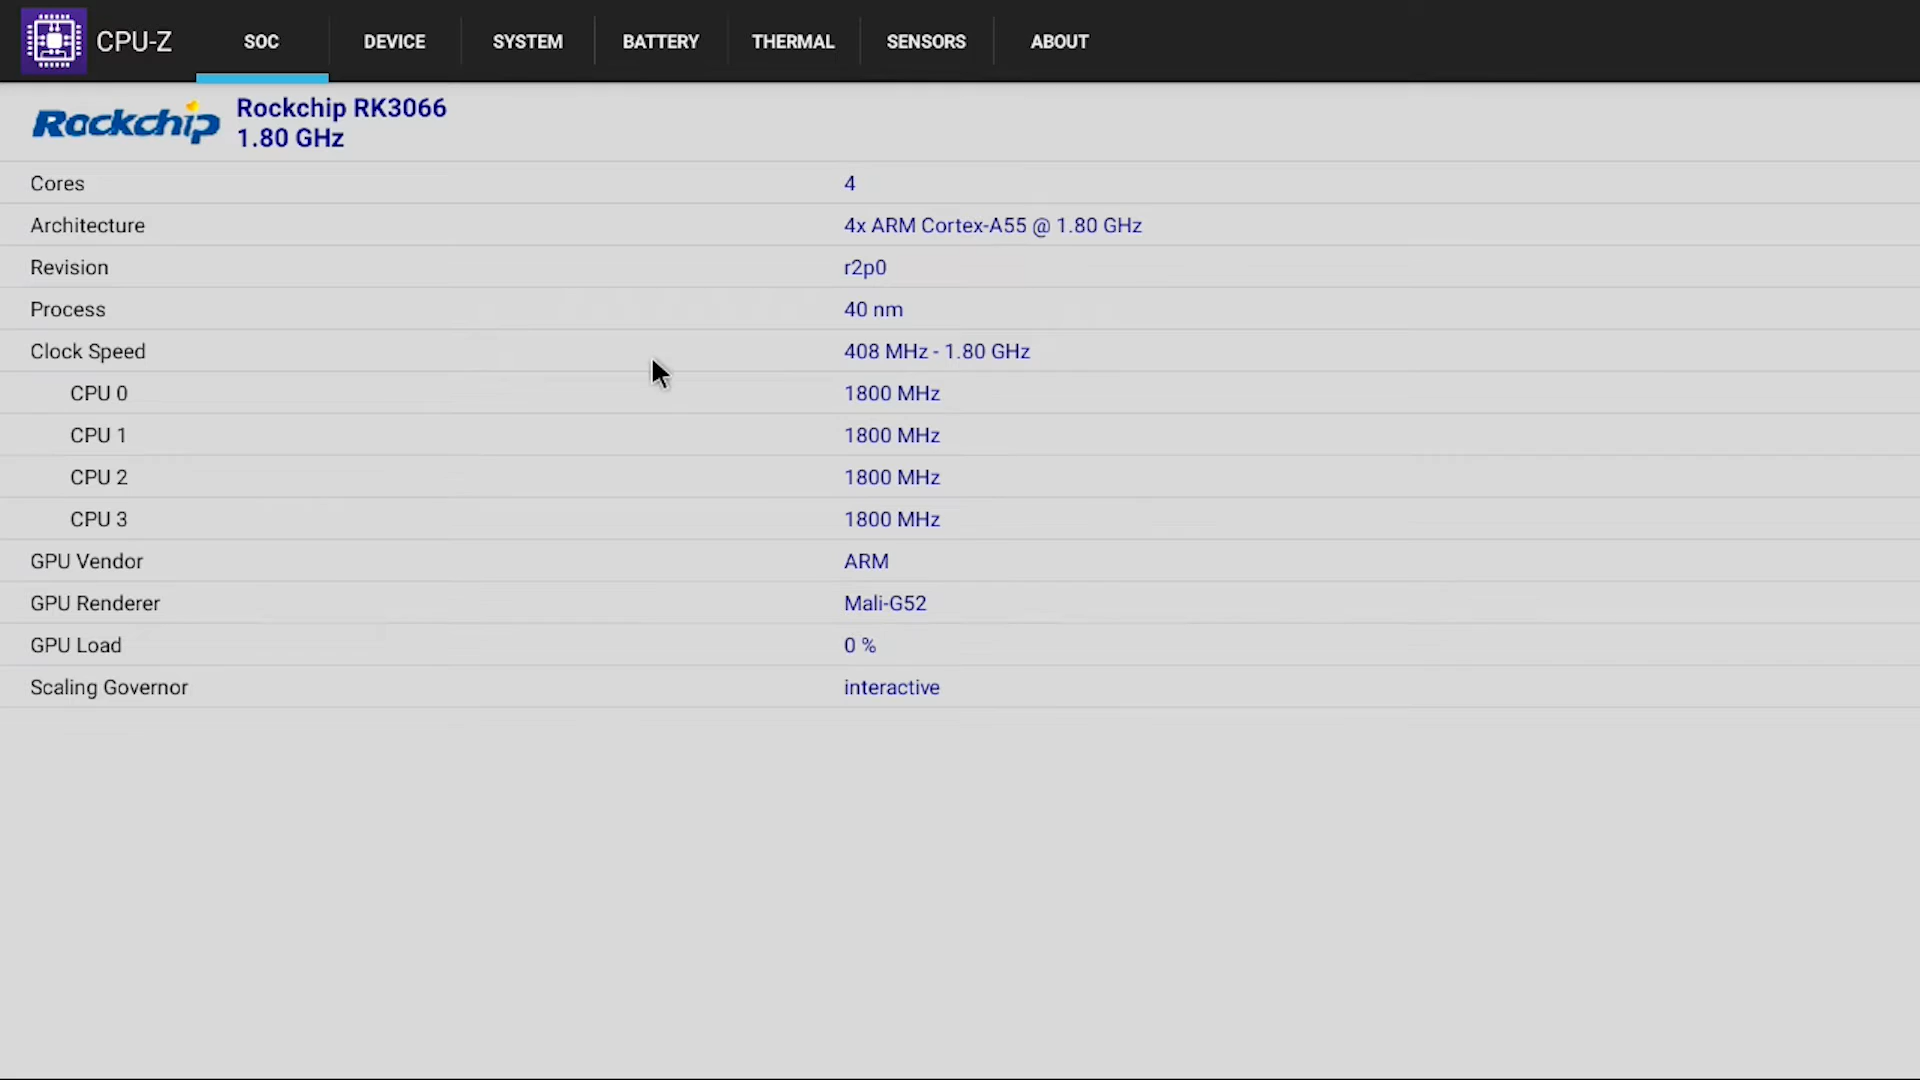 CPU-Z SOC DEVICE SYSTEM BATTERY THERMAL SENSORS ABOUT
Rockchip Rockchip RK3066
1.80 GHz
Cores 4
Architecture 4x ARM Cortex-A55 @ 1.80 GHz
Revision r2p0
Process 40 nm
Clock Speed 408 MHz - 1.80 GHz
CPU 0 1800 MHz
CPU 1 1800 MHz
CPU 2 1800 MHz
CPU 3 1800 MHz
GPU Vendor ARM
GPU Renderer Mali-G52
GPU Load 0 %
Scaling Governor interactive